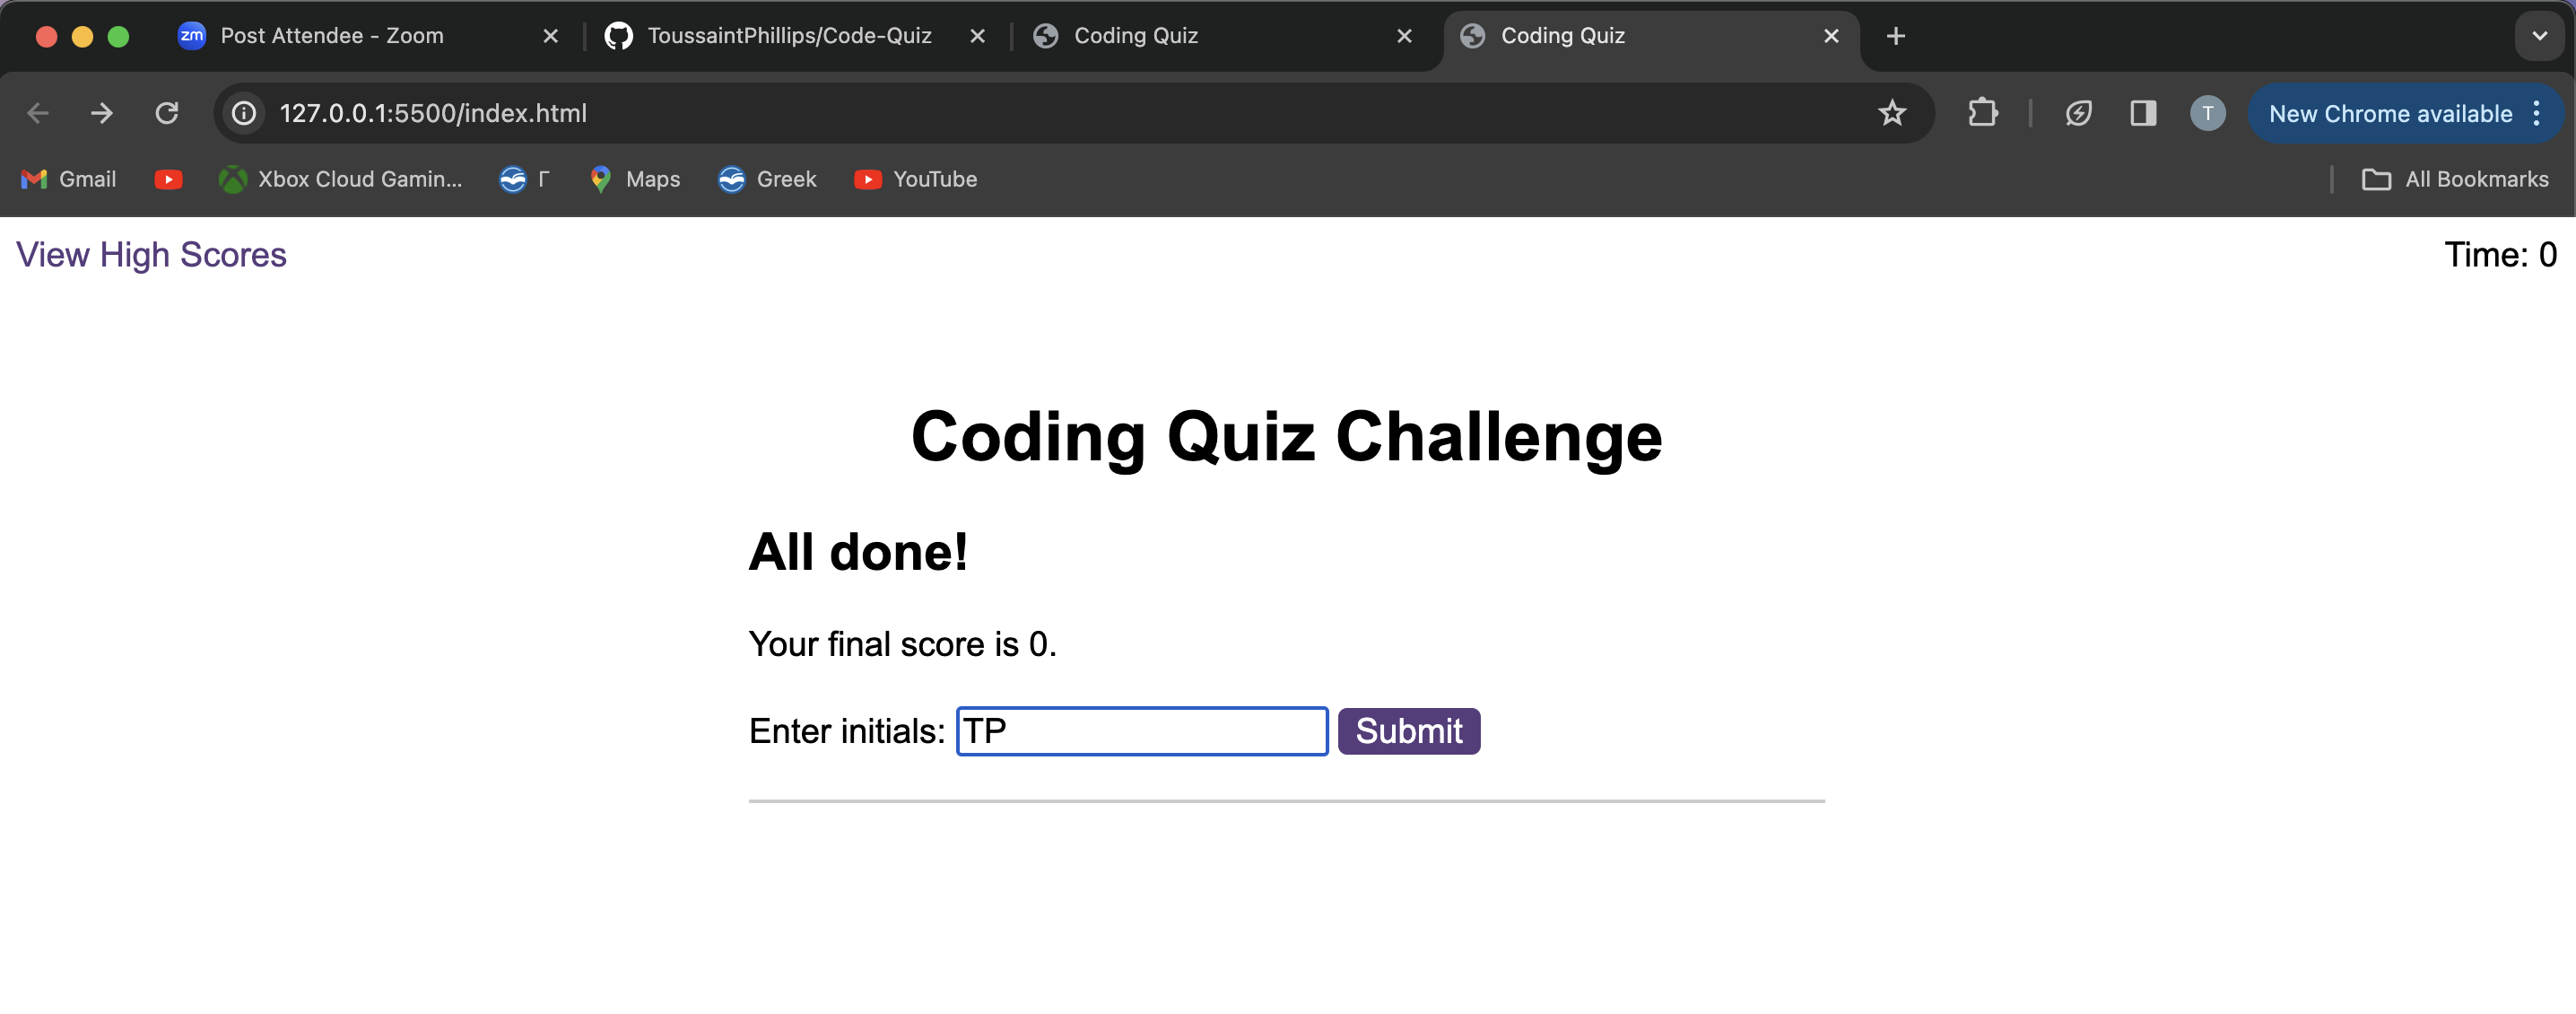 zm Post Attendee - Zoom ToussaintPhillips/Code-Quiz Coding Quiz Coding Quiz
127.0.0.1:5500/index.html T New Chrome available
Gmail Xbox Cloud Gamin... Γ Maps Greek YouTube All Bookmarks
View High Scores Time: 0
Coding Quiz Challenge
All done!
Your final score is 0.
Enter initials: TP Submit